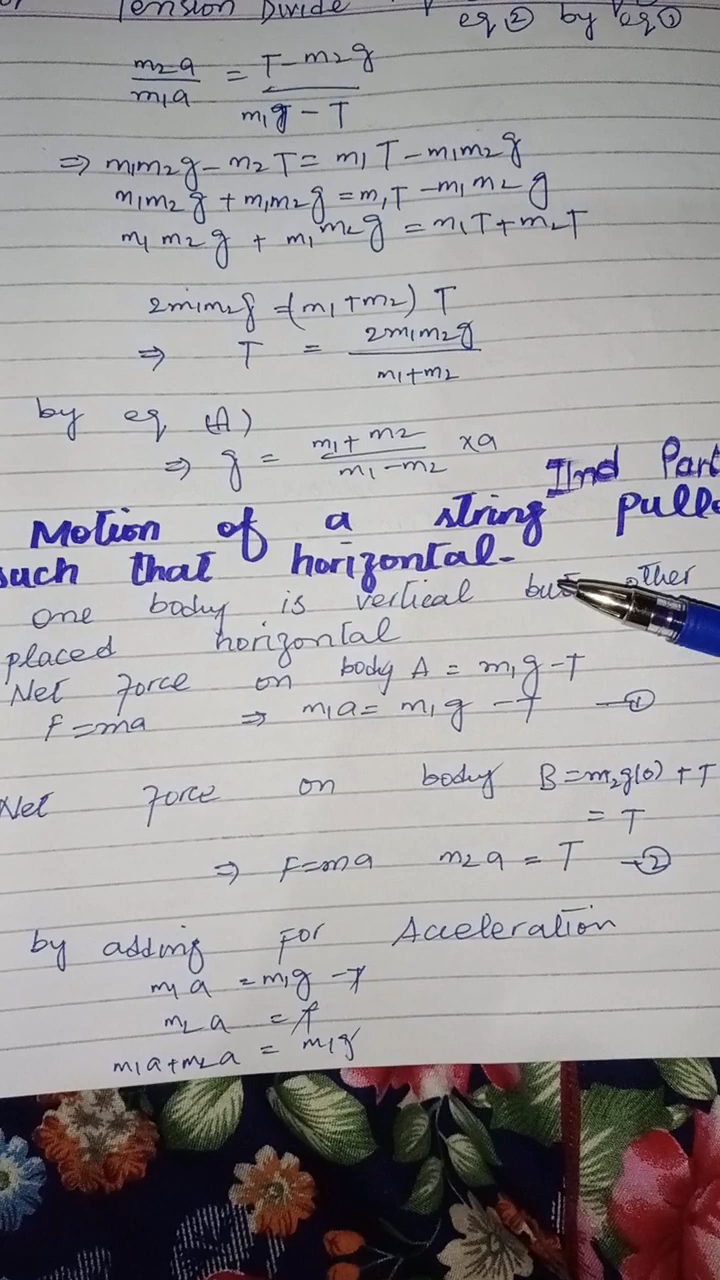 Tension Divide
eq ② by eq ①
m2a / m1a = T - m2g / m1g - T
⇒ m1m2g - m2T = m1T - m1m2g
m1m2g + m1m2g = m1T - m1m2g
m1m2g + m1m2g = m1T + m2T
2m1m2g = (m1+m2) T
⇒ T = 2m1m2g / m1+m2
by eq (A)
⇒ g = m1+m2 / m1-m2 × a
IInd Part
Motion of a string pulle
such that horizontal-
one body is vertical but other
placed horizontal
Net force on body A = m1g - T
F=ma ⇒ m1a = m1g - T —①
Net force on body B = m2g(0) + T
= T
⇒ F=ma m2a = T —②
by adding For Acceleration
m1a = m1g - T
m2a = T
m1a+m2a = m1g